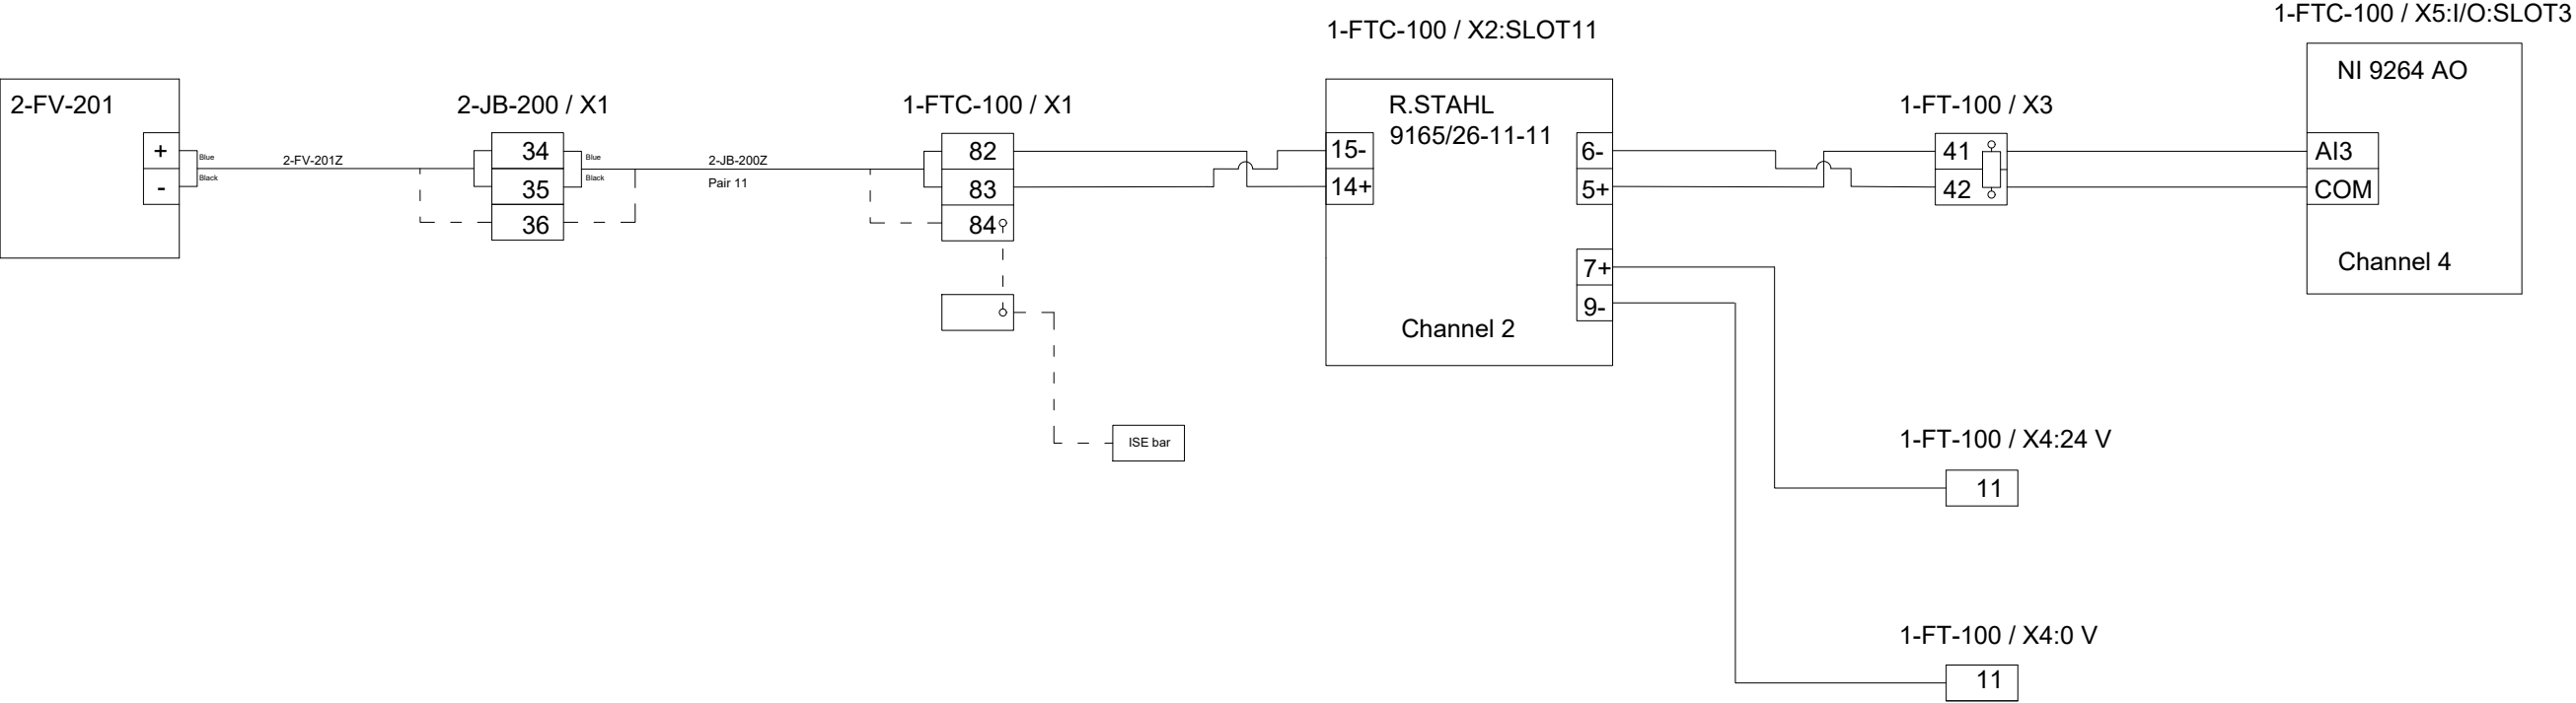 1-FTC-100 / X5:I/O:SLOT3
1-FTC-100 / X2:SLOT11
NI 9264 AO
2-FV-201
2-JB-200 / X1
1-FTC-100 / X1
R.STAHL
9165/26-11-11
1-FT-100 / X3
+
-
Blue
Black
2-FV-201Z
34
35
36
Blue
Black
2-JB-200Z
Pair 11
82
83
84
15-
14+
6-
5+
7+
9-
Channel 2
41
42
AI3
COM
Channel 4
ISE bar
1-FT-100 / X4:24 V
11
1-FT-100 / X4:0 V
11